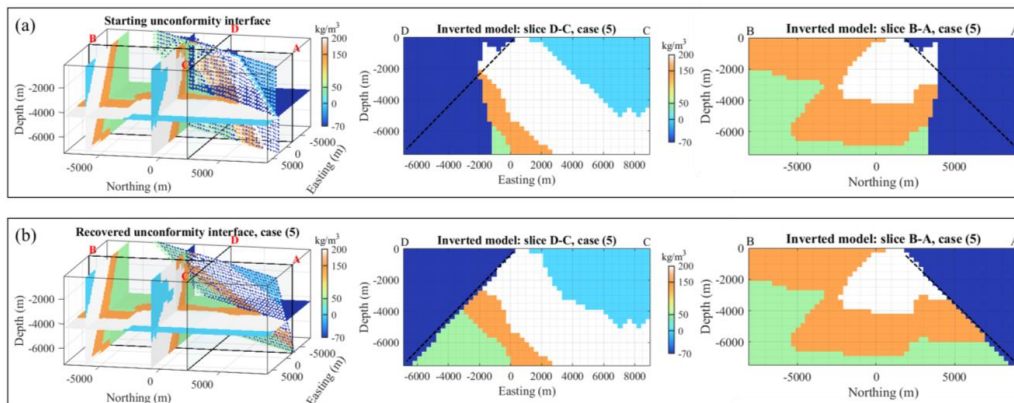 (a)
Starting unconformity interface
D
kg/m³
200
150
100
50
0
-70
B
A
C
Depth (m)
-2000
-4000
-6000
-5000
0
5000
Northing (m)
5000
0
-5000
Easting (m)
Inverted model: slice D-C, case (5)
D
C
Depth (m)
0
-2000
-4000
-6000
-6000 -4000 -2000 0 2000 4000 6000 8000
Easting (m)
kg/m³
200
150
100
50
0
-70
Inverted model: slice B-A, case (5)
B
A
Depth (m)
0
-2000
-4000
-6000
-5000 0 5000
Northing (m)
(b)
Recovered unconformity interface, case (5)
D
kg/m³
200
150
100
50
0
-70
B
A
C
Depth (m)
-2000
-4000
-6000
-5000
0
5000
Northing (m)
5000
0
-5000
Easting (m)
Inverted model: slice D-C, case (5)
D
C
Depth (m)
0
-2000
-4000
-6000
-6000 -4000 -2000 0 2000 4000 6000 8000
Easting (m)
kg/m³
200
150
100
50
0
-70
Inverted model: slice B-A, case (5)
B
A
Depth (m)
0
-2000
-4000
-6000
-5000 0 5000
Northing (m)